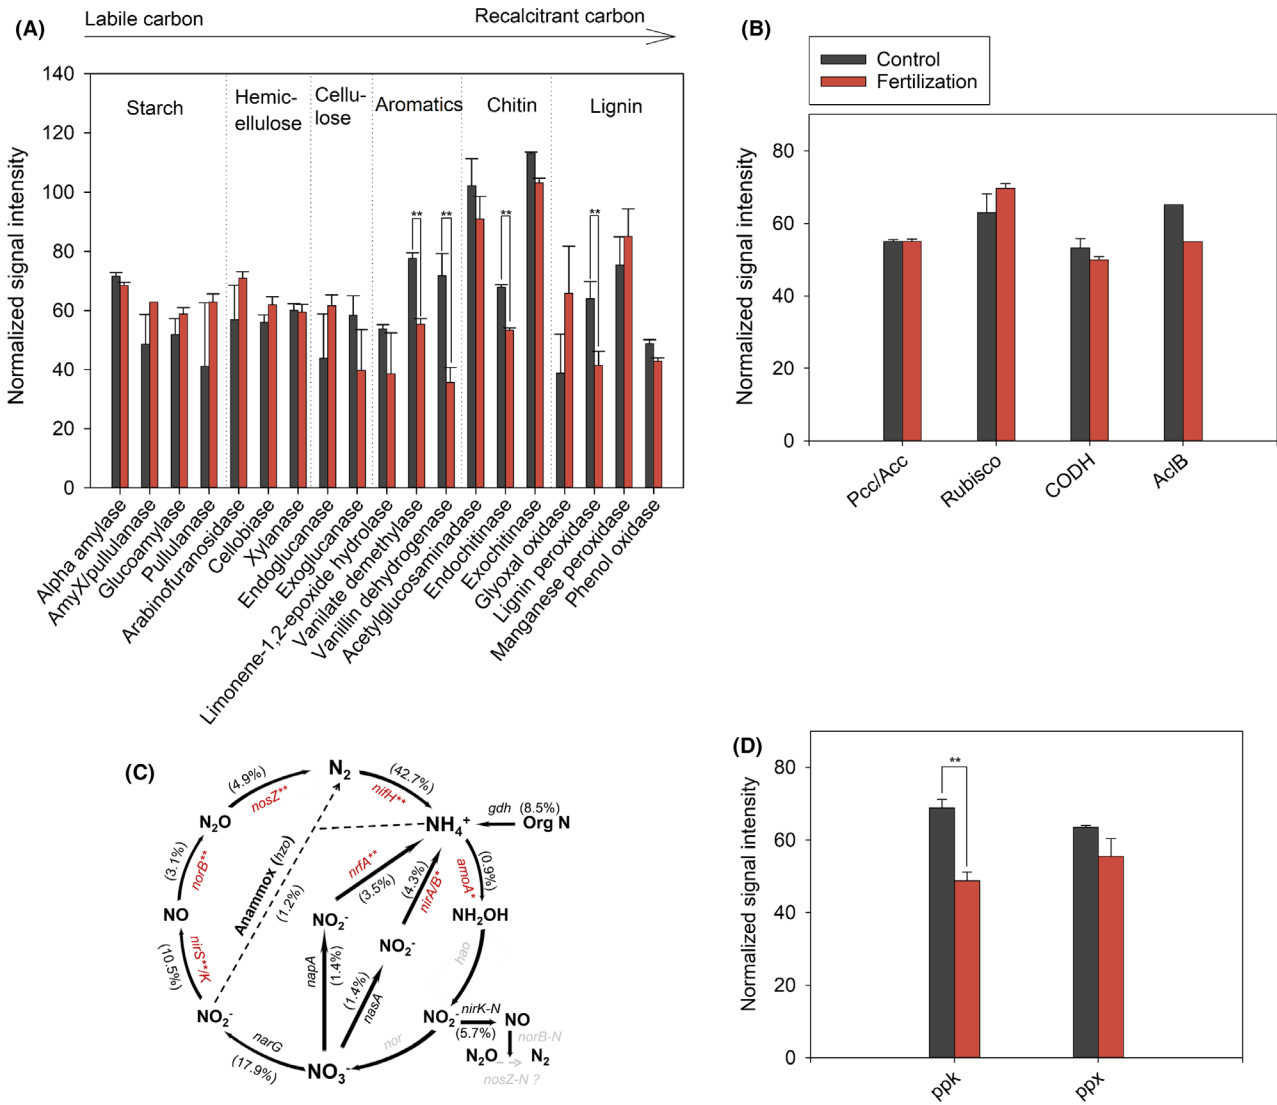 (A)
Labile carbon
Recalcitrant carbon
Normalized signal intensity
140
120
100
80
60
40
20
0
Starch
Hemic-
ellulose
Cellu-
lose
Aromatics
Chitin
Lignin
**
**
**
**
Alpha amylase
AmyX/pullulanase
Glucoamylase
Pullulanase
Arabinofuranosidase
Cellobiase
Xylanase
Endoglucanase
Exoglucanase
Limonene-1,2-epoxide hydrolase
Vanilate demethylase
Vanillin dehydrogenase
Acetylglucosaminadase
Endochitinase
Exochitinase
Glyoxal oxidase
Lignin peroxidase
Manganese peroxidase
Phenol oxidase
(B)
Control
Fertilization
Normalized signal intensity
80
60
40
20
0
Pcc/Acc
Rubisco
CODH
AclB
(C)
N2
(4.9%)
nosZ**
(42.7%)
nifH**
N2O
NH4+
gdh (8.5%)
Org N
(3.1%)
norB**
Anammox (hzo)
(1.2%)
nrfA**
(3.5%)
(4.3%)
nirA/B*
(0.9%)
amoA*
NO
NO2-
NH2OH
NO2-
(10.5%)
nirS**/K
napA
(1.4%)
(1.4%)
nasA
hao
NO2-
NO2-
nirK-N
(5.7%)
NO
norB-N
N2O
N2
nosZ-N ?
narG
(17.9%)
NO3-
nor
(D)
Normalized signal intensity
80
60
40
20
0
**
ppk
ppx